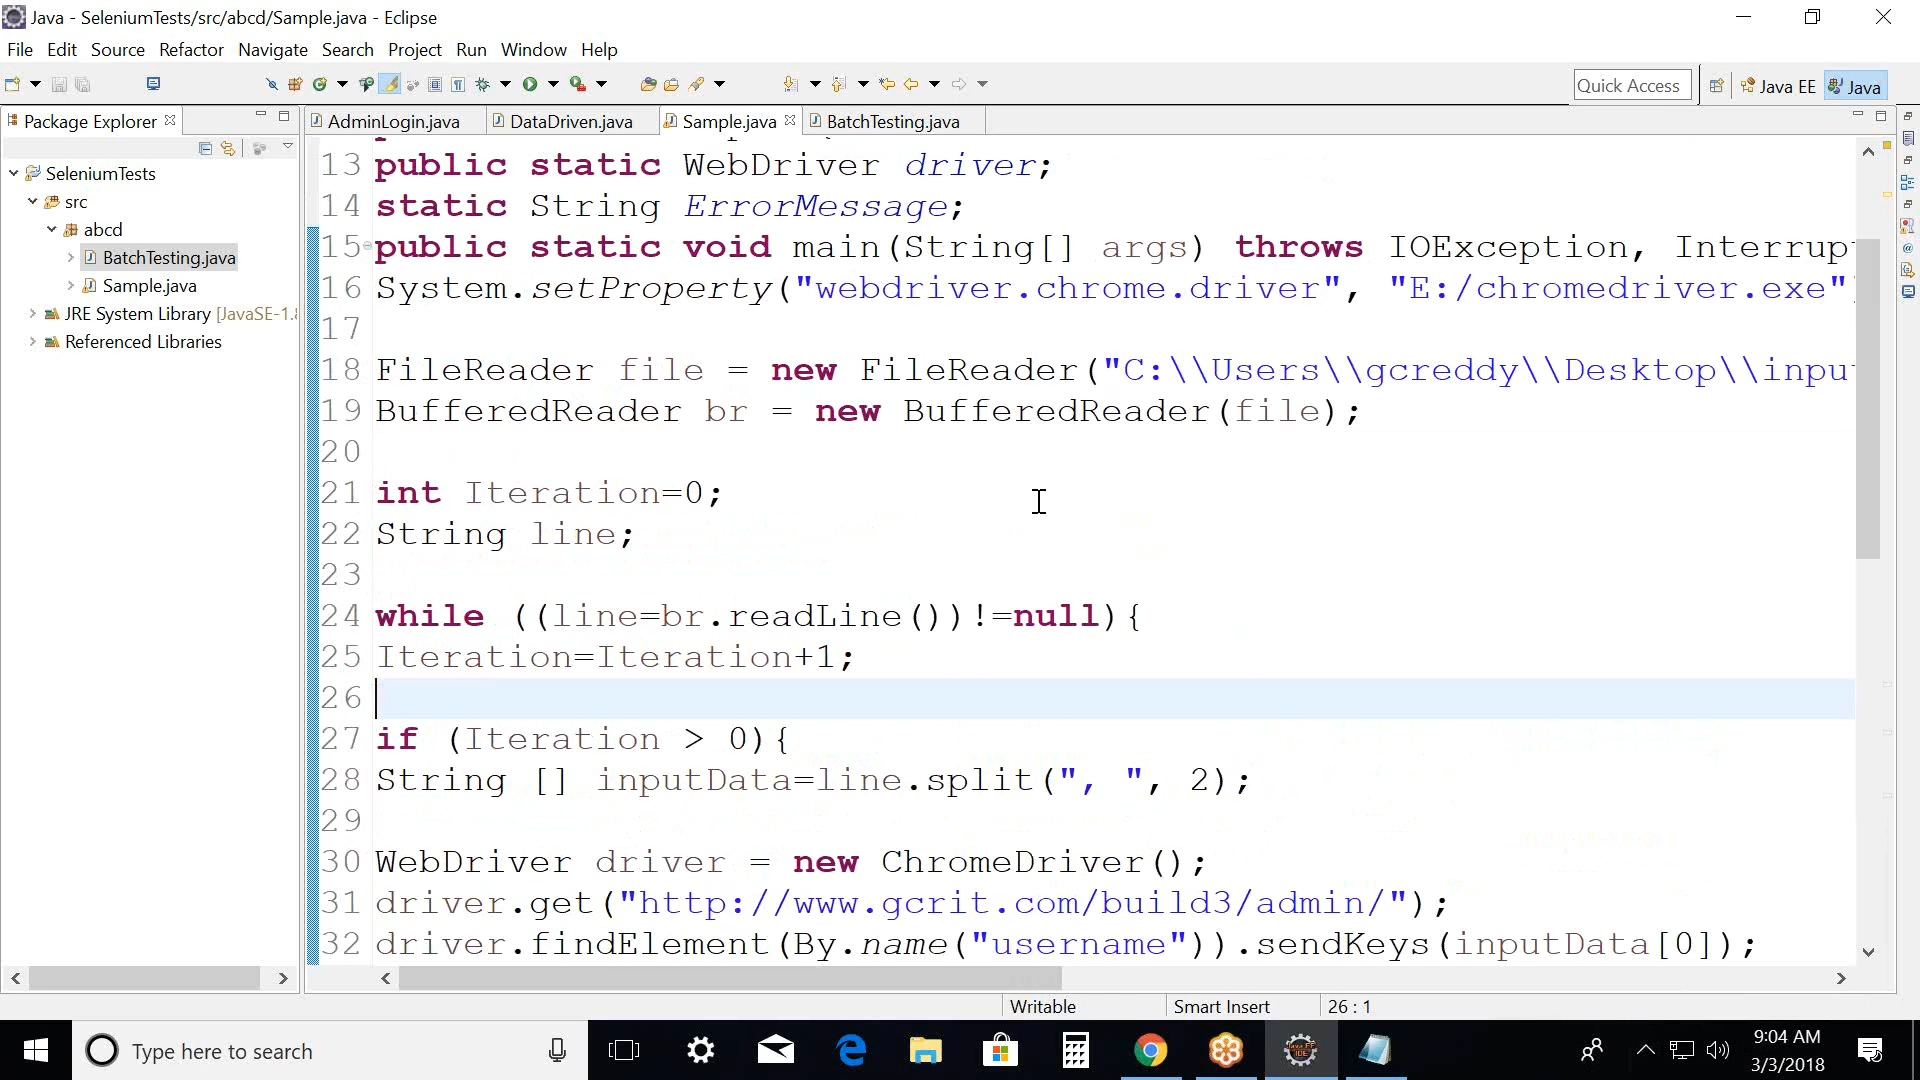 Java - SeleniumTests/src/abcd/Sample.java - Eclipse
File Edit Source Refactor Navigate Search Project Run Window Help
Quick Access
Java EE
Java
Package Explorer
AdminLogin.java
DataDriven.java
Sample.java
BatchTesting.java
SeleniumTests
src
abcd
BatchTesting.java
Sample.java
JRE System Library [JavaSE-1.8
Referenced Libraries
13 public static WebDriver driver;
14 static String ErrorMessage;
15 public static void main(String[] args) throws IOException, Interrup
16 System.setProperty("webdriver.chrome.driver", "E:/chromedriver.exe")
17
18 FileReader file = new FileReader("C:\\Users\\gcreddy\\Desktop\\inpu
19 BufferedReader br = new BufferedReader(file);
20
21 int Iteration=0;
22 String line;
23
24 while ((line=br.readLine())!=null){
25 Iteration=Iteration+1;
26
27 if (Iteration > 0){
28 String [] inputData=line.split(", ", 2);
29
30 WebDriver driver = new ChromeDriver();
31 driver.get("http://www.gcrit.com/build3/admin/");
32 driver.findElement(By.name("username")).sendKeys(inputData[0]);
Writable
Smart Insert
26 : 1
Type here to search
9:04 AM
3/3/2018